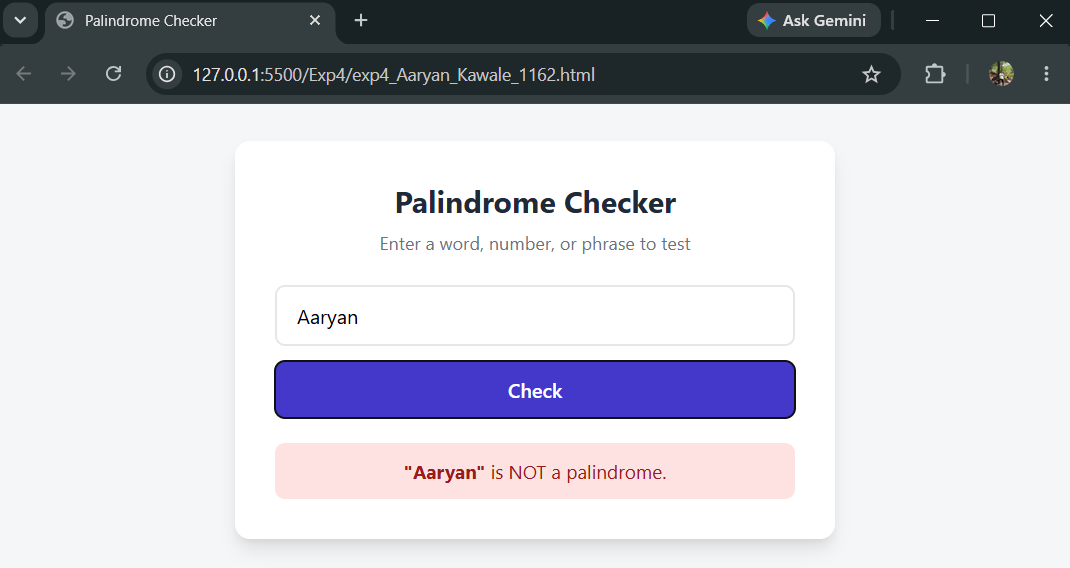 Palindrome Checker
Ask Gemini
127.0.0.1:5500/Exp4/exp4_Aaryan_Kawale_1162.html
Palindrome Checker
Enter a word, number, or phrase to test
Aaryan
Check
"Aaryan" is NOT a palindrome.